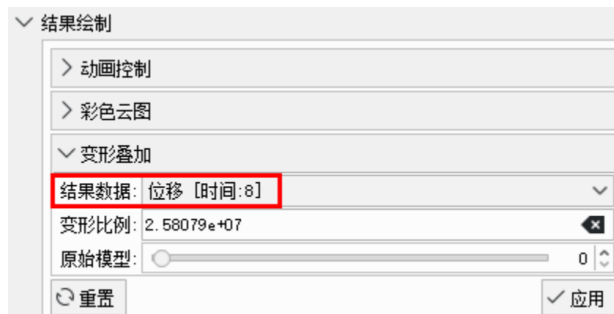 结果绘制
动画控制
彩色云图
变形叠加
结果数据: 位移 [时间:8]
变形比例: 2.58079e+07
原始模型: 0
重置 应用